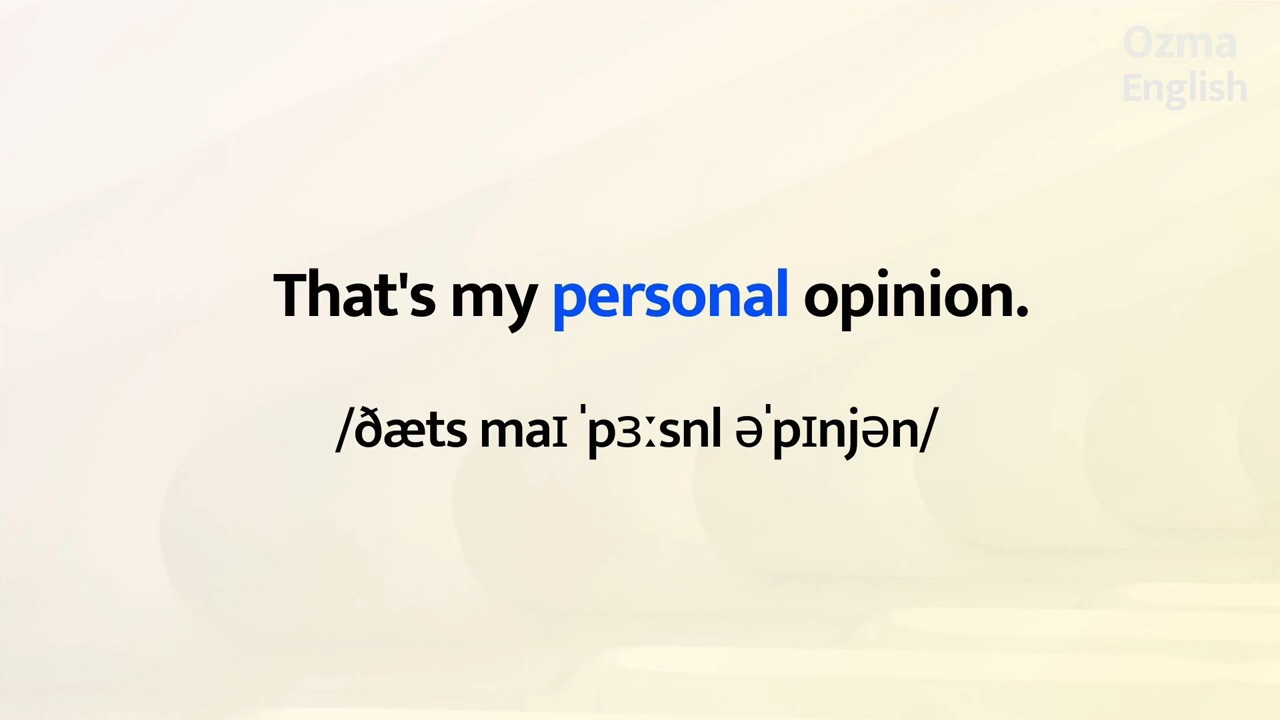 Ozma
English
That's my personal opinion.
/ðæts maɪ ˈpɜːsnl əˈpɪnjən/